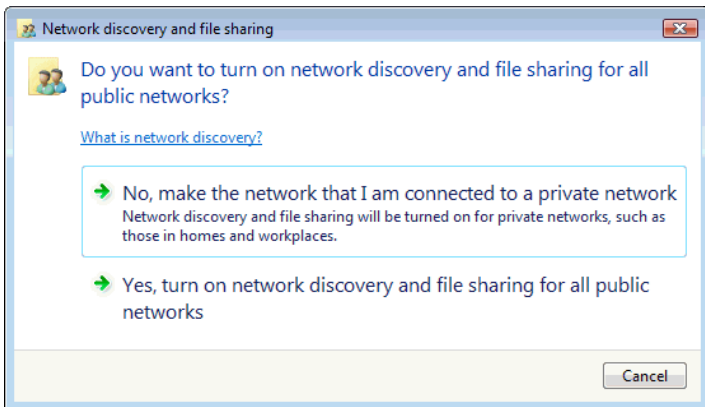 Network discovery and file sharing
Do you want to turn on network discovery and file sharing for all
public networks?
What is network discovery?
No, make the network that I am connected to a private network
Network discovery and file sharing will be turned on for private networks, such as
those in homes and workplaces.
Yes, turn on network discovery and file sharing for all public
networks
Cancel